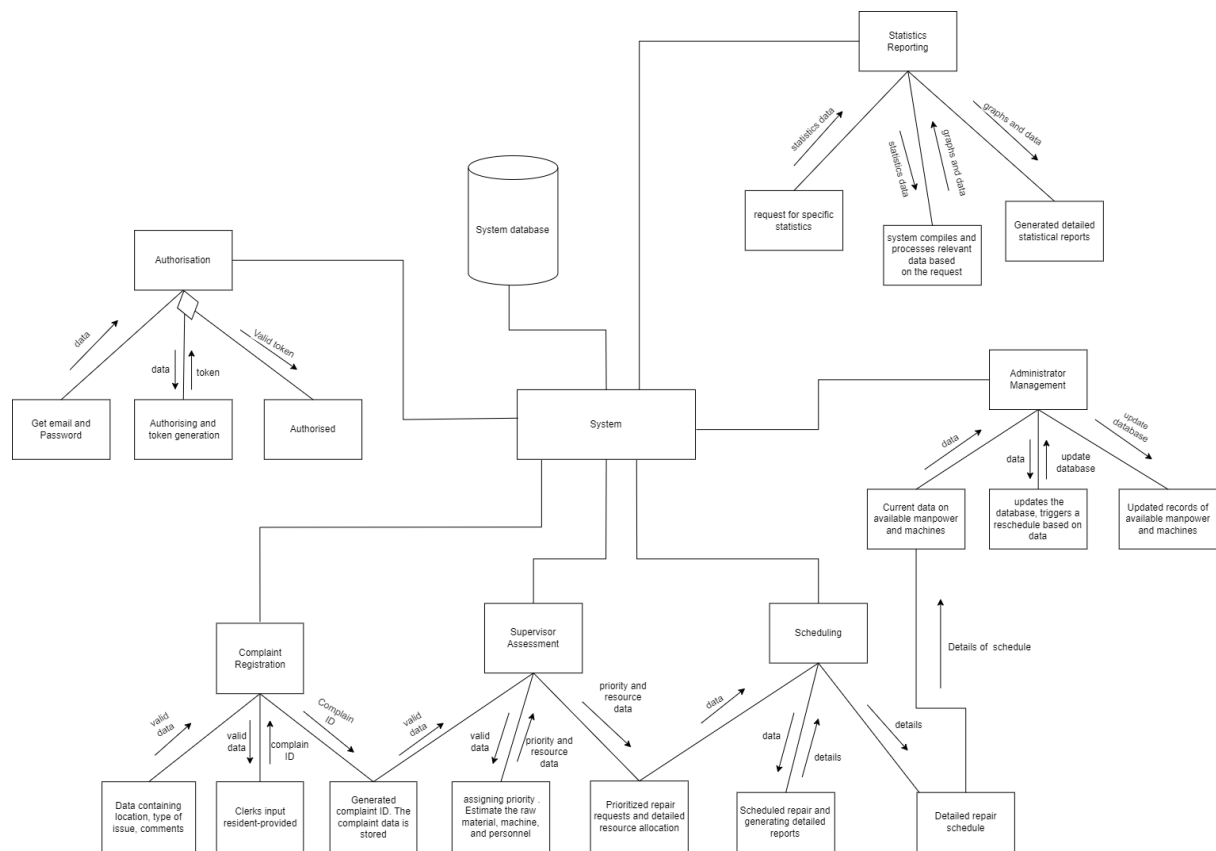 Statistics
Reporting
statistics data
statistics data
graphs and data
graphs and data
request for specific
statistics
system compiles and
processes relevant
data based
on the request
Generated detailed
statistical reports
System database
Authorisation
data
data
token
Valid token
Get email and
Password
Authorising and
token generation
Authorised
System
Administrator
Management
data
data
update
database
update
database
Current data on
available manpower
and machines
updates the
database, triggers a
reschedule based on
data
Updated records of
available manpower
and machines
Details of schedule
Complaint
Registration
valid
data
valid
data
complain
ID
Complain
ID
Data containing
location, type of
issue, comments
Clerks input
resident-provided
Generated
complaint ID. The
complaint data is
stored
Supervisor
Assessment
valid
data
valid
data
priority and
resource
data
priority and
resource
data
assigning priority .
Estimate the raw
material, machine,
and personnel
Prioritized repair
requests and detailed
resource allocation
Scheduling
data
data
details
details
Scheduled repair and
generating detailed
reports
Detailed repair
schedule